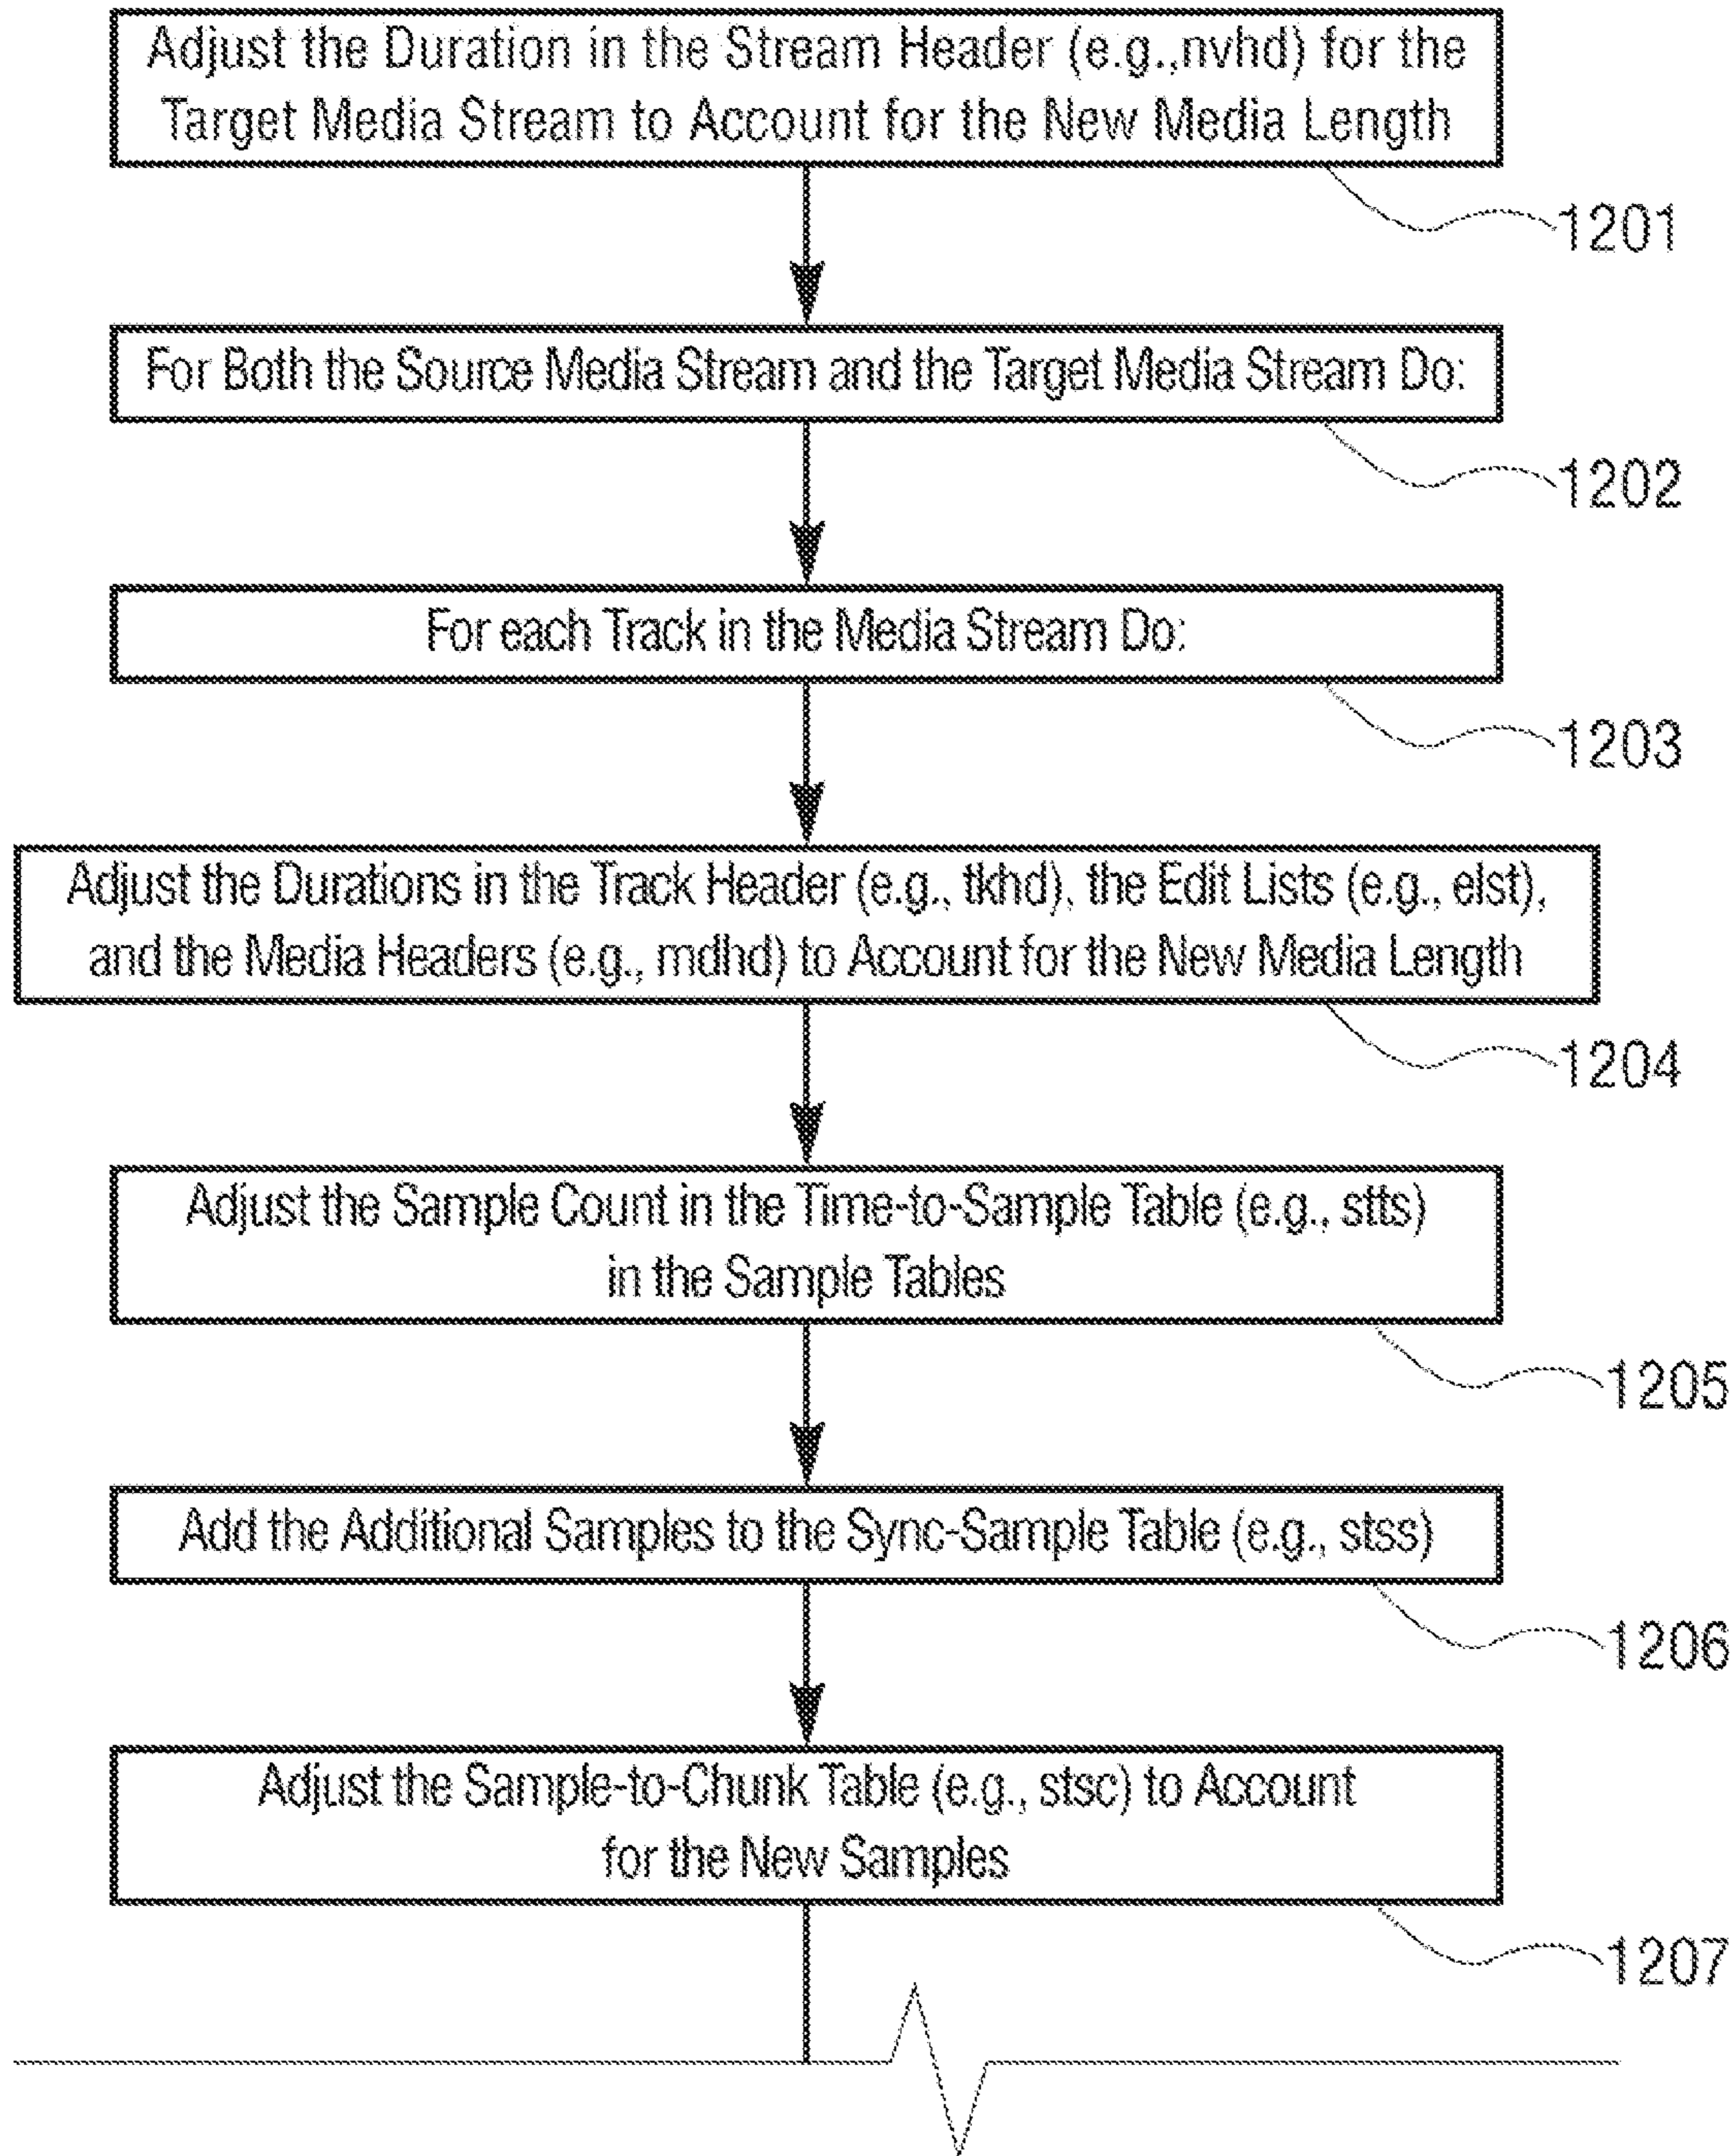 Adjust the Duration in the Stream Header (e.g.,nvhd) for the
Target Media Stream to Account for the New Media Length
1201
For Both the Source Media Stream and the Target Media Stream Do:
1202
For each Track in the Media Stream Do:
1203
Adjust the Durations in the Track Header (e.g., tkhd), the Edit Lists (e.g., elst),
and the Media Headers (e.g., mdhd) to Account for the New Media Length
1204
Adjust the Sample Count in the Time-to-Sample Table (e.g., stts)
in the Sample Tables
1205
Add the Additional Samples to the Sync-Sample Table (e.g., stss)
1206
Adjust the Sample-to-Chunk Table (e.g., stsc) to Account
for the New Samples
1207